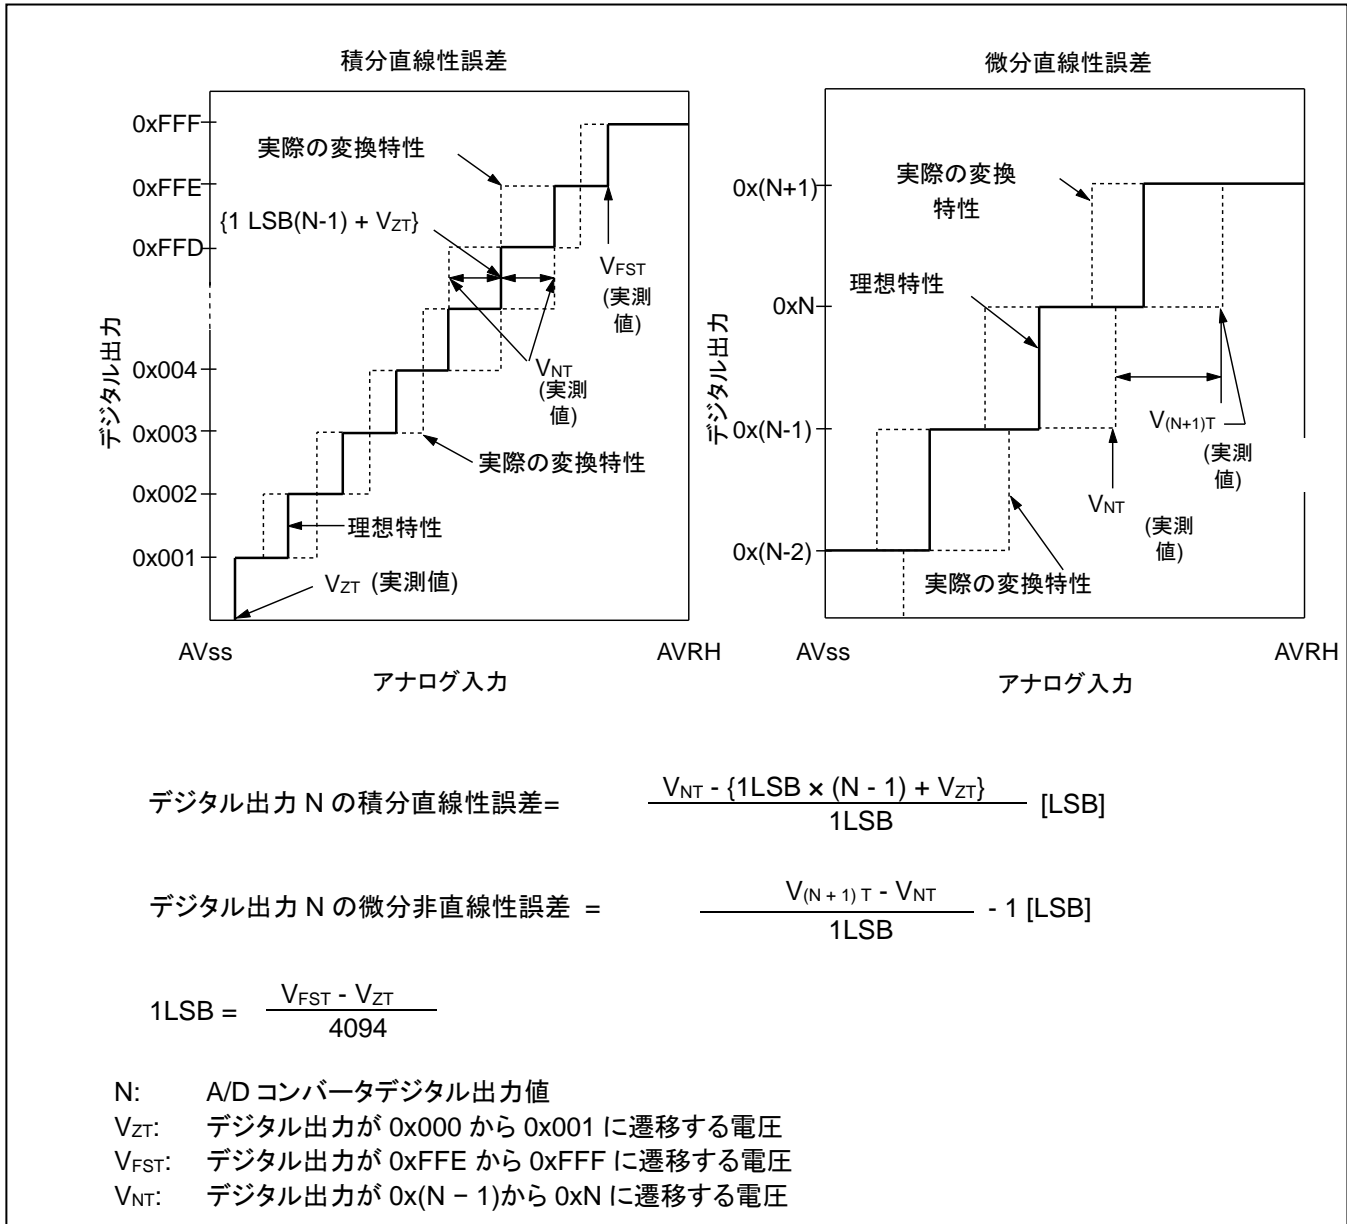 積分直線性誤差
0xFFF
0xFFE
0xFFD
0x004
0x003
0x002
0x001
デジタル出力
実際の変換特性
{1 LSB(N-1) + VZT}
VFST
(実測
値)
VNT
(実測
値)
実際の変換特性
理想特性
VZT (実測値)
AVss
AVRH
アナログ入力
微分直線性誤差
0x(N+1)
0xN
0x(N-1)
0x(N-2)
デジタル出力
実際の変換
特性
理想特性
V(N+1)T
(実測
値)
VNT
(実測
値)
実際の変換特性
AVss
AVRH
アナログ入力
デジタル出力 N の積分直線性誤差=
VNT - {1LSB × (N - 1) + VZT}
1LSB
[LSB]
デジタル出力 N の微分非直線性誤差 =
V(N + 1) T - VNT
1LSB
- 1 [LSB]
1LSB =
VFST - VZT
4094
N: A/D コンバータデジタル出力値
VZT: デジタル出力が 0x000 から 0x001 に遷移する電圧
VFST: デジタル出力が 0xFFE から 0xFFF に遷移する電圧
VNT: デジタル出力が 0x(N − 1)から 0xN に遷移する電圧